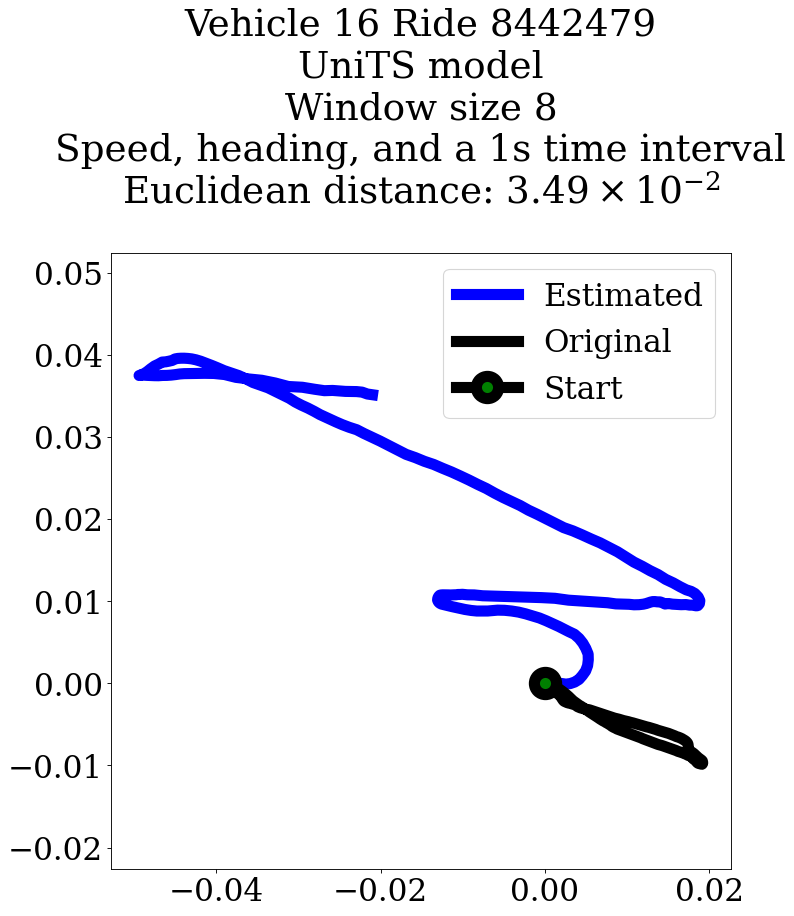 Vehicle 16 Ride 8442479
UniTS model
Window size 8
Speed, heading, and a 1s time interval
Euclidean distance: 3.49 × 10⁻²
Estimated
Original
Start
0.05
0.04
0.03
0.02
0.01
0.00
−0.01
−0.02
−0.04 −0.02 0.00 0.02